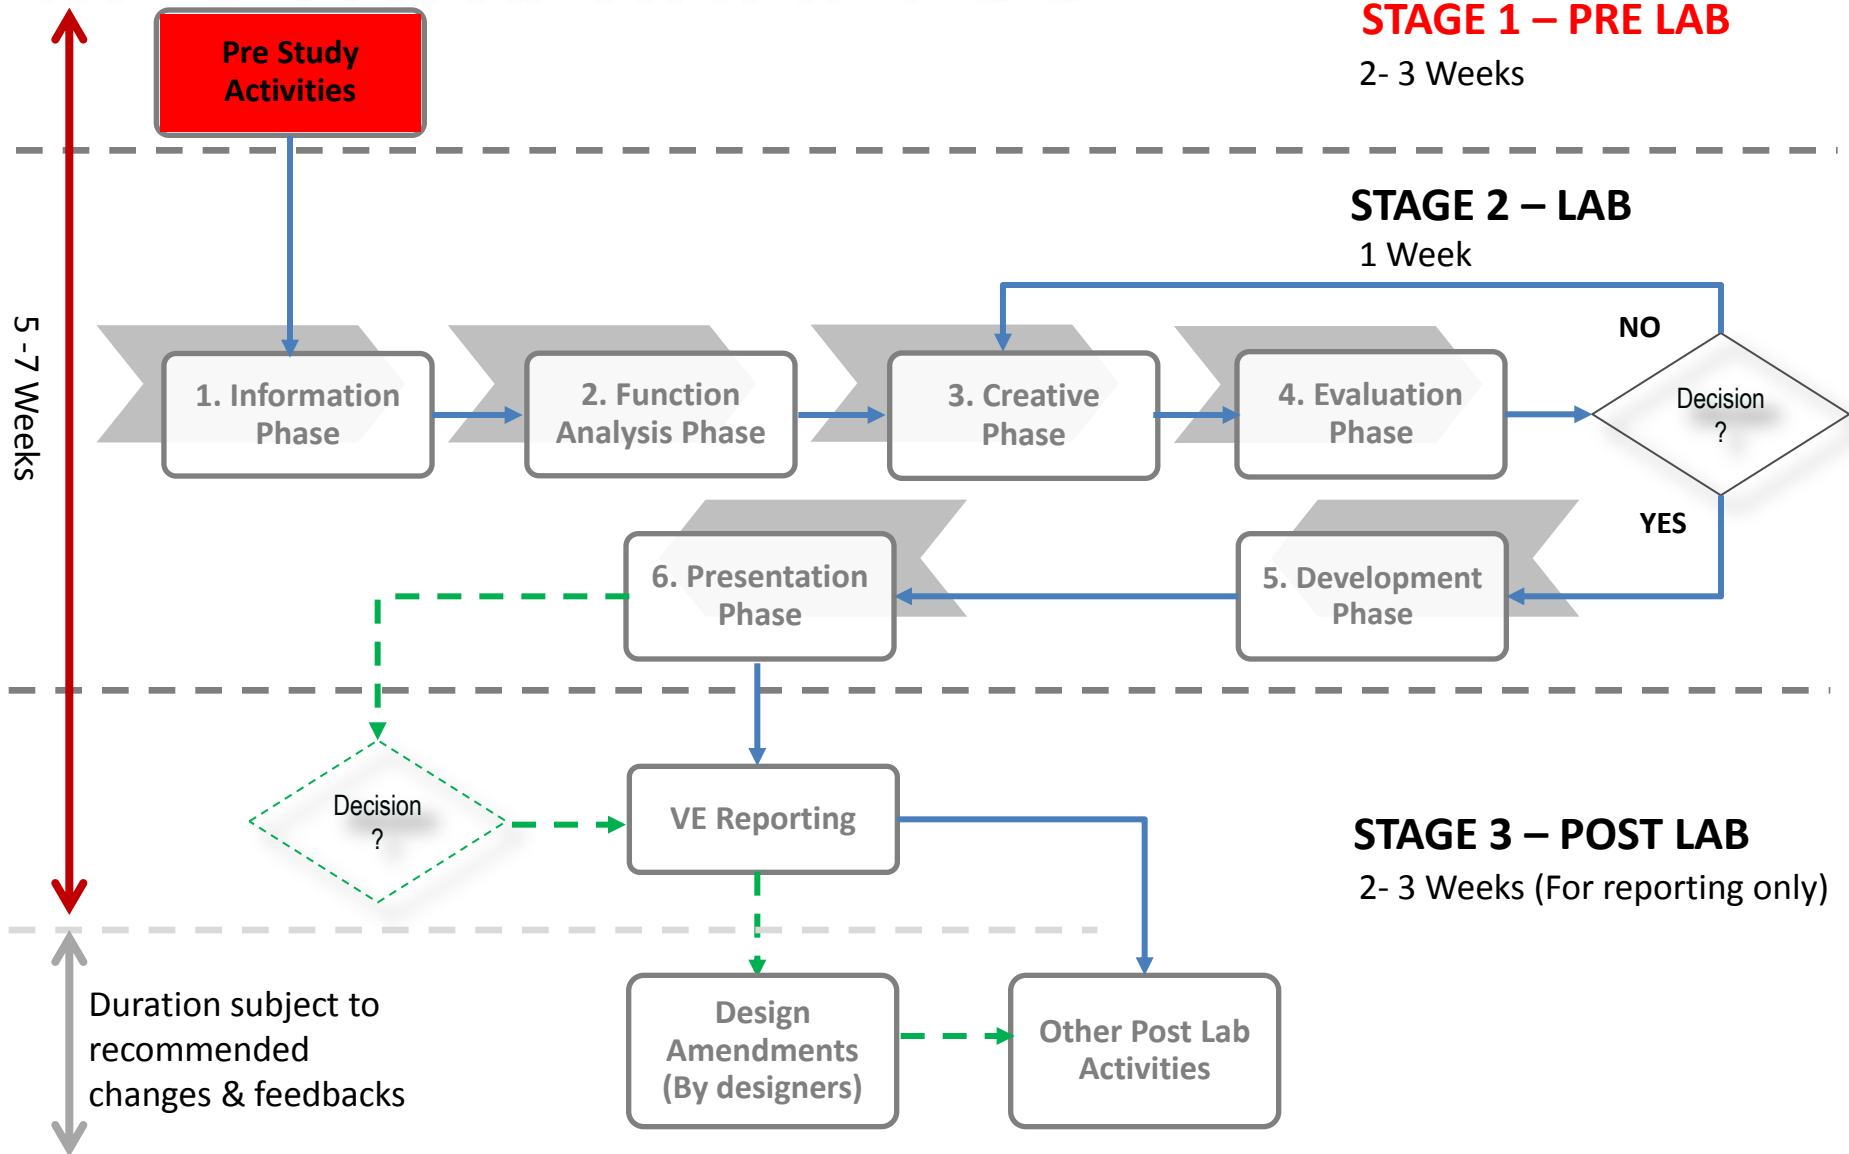 STAGE 1 – PRE LAB
2- 3 Weeks
Pre Study
Activities
STAGE 2 – LAB
1 Week
NO
5 -7 Weeks
1. Information
Phase
2. Function
Analysis Phase
3. Creative
Phase
4. Evaluation
Phase
Decision
?
YES
6. Presentation
Phase
5. Development
Phase
Decision
?
VE Reporting
STAGE 3 – POST LAB
2- 3 Weeks (For reporting only)
Duration subject to
recommended
changes & feedbacks
Design
Amendments
(By designers)
Other Post Lab
Activities